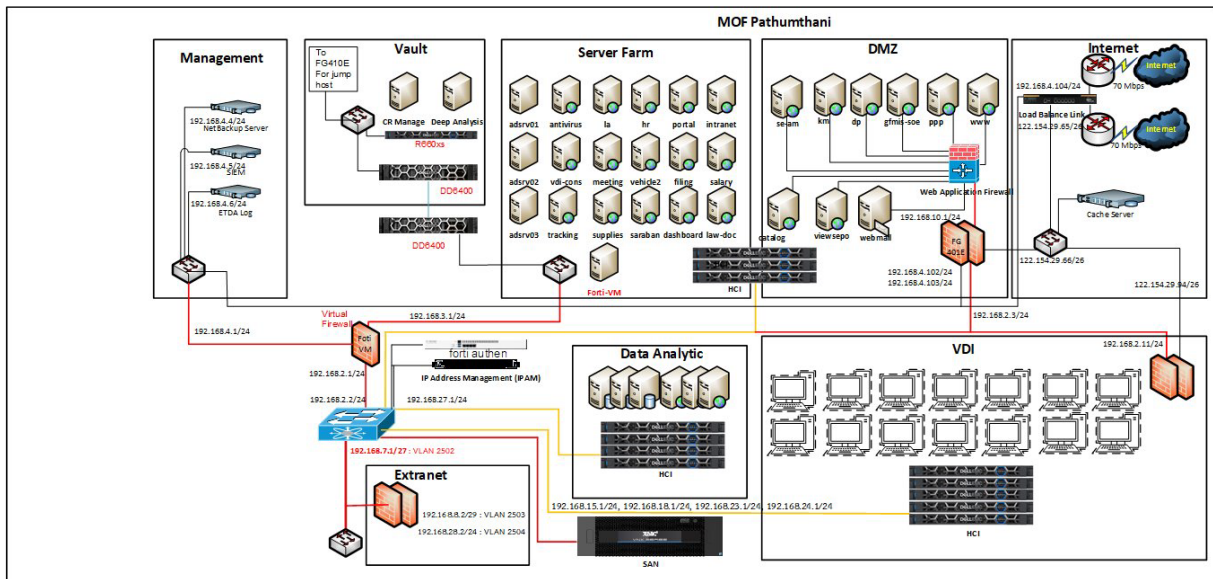 MOF Pathumthani
Management
192.168.4.4/24
NetBackup Server
192.168.4.5/24
SIEM
192.168.4.6/24
ETDA Log
192.168.4.1/24
Vault
To
FG410E
For jump
host
CR Manage
Deep Analysis
R660xs
DD6400
DD6400
Server Farm
adsrv01
antivirus
la
hr
portal
intranet
adsrv02
vdi-cons
meeting
vehicle2
filing
salary
adsrv03
tracking
supplies
saraban
dashboard
law-doc
Forti-VM
HCI
DMZ
se-am
km
dp
gfmis-soe
ppp
www
Web Application Firewall
catalog
viewsepo
webmail
192.168.10.1/24
FG
401E
192.168.4.102/24
192.168.4.103/24
192.168.2.3/24
Internet
192.168.4.104/24
Internet
70 Mbps
Load Balance Link
122.154.29.65/26
Internet
70 Mbps
Cache Server
122.154.29.66/26
122.154.29.94/26
Virtual
Firewall
Foti
VM
192.168.3.1/24
forti authen
IP Address Management (IPAM)
192.168.2.1/24
192.168.2.2/24
192.168.27.1/24
192.168.7.1/27 : VLAN 2502
Extranet
192.168.8.2/29 : VLAN 2503
192.168.28.2/24 : VLAN 2504
Data Analytic
HCI
192.168.15.1/24, 192.168.18.1/24, 192.168.23.1/24, 192.168.24.1/24
SAN
VDI
192.168.2.11/24
HCI